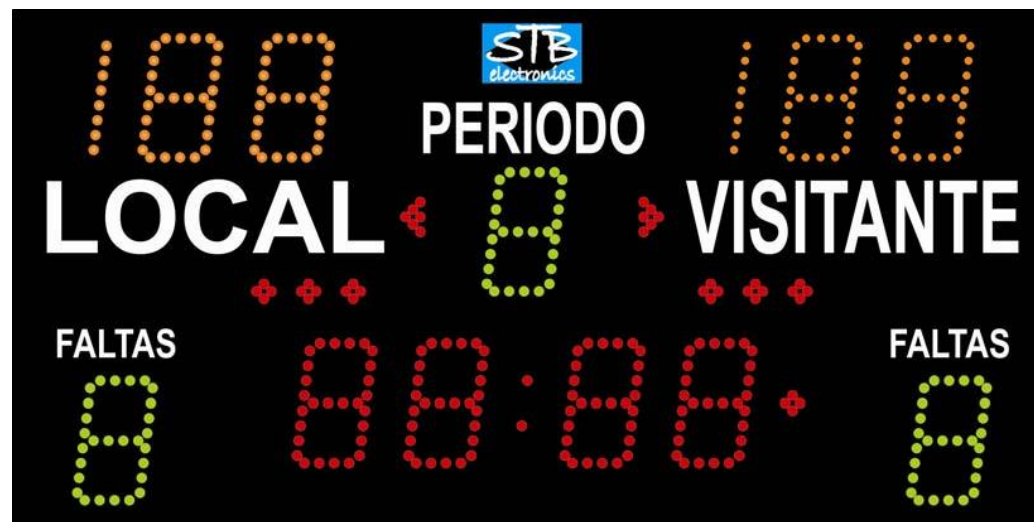 188
STB
electronics
188
PERIODO
LOCAL
8
VISITANTE
FALTAS
88:88
FALTAS
8
8